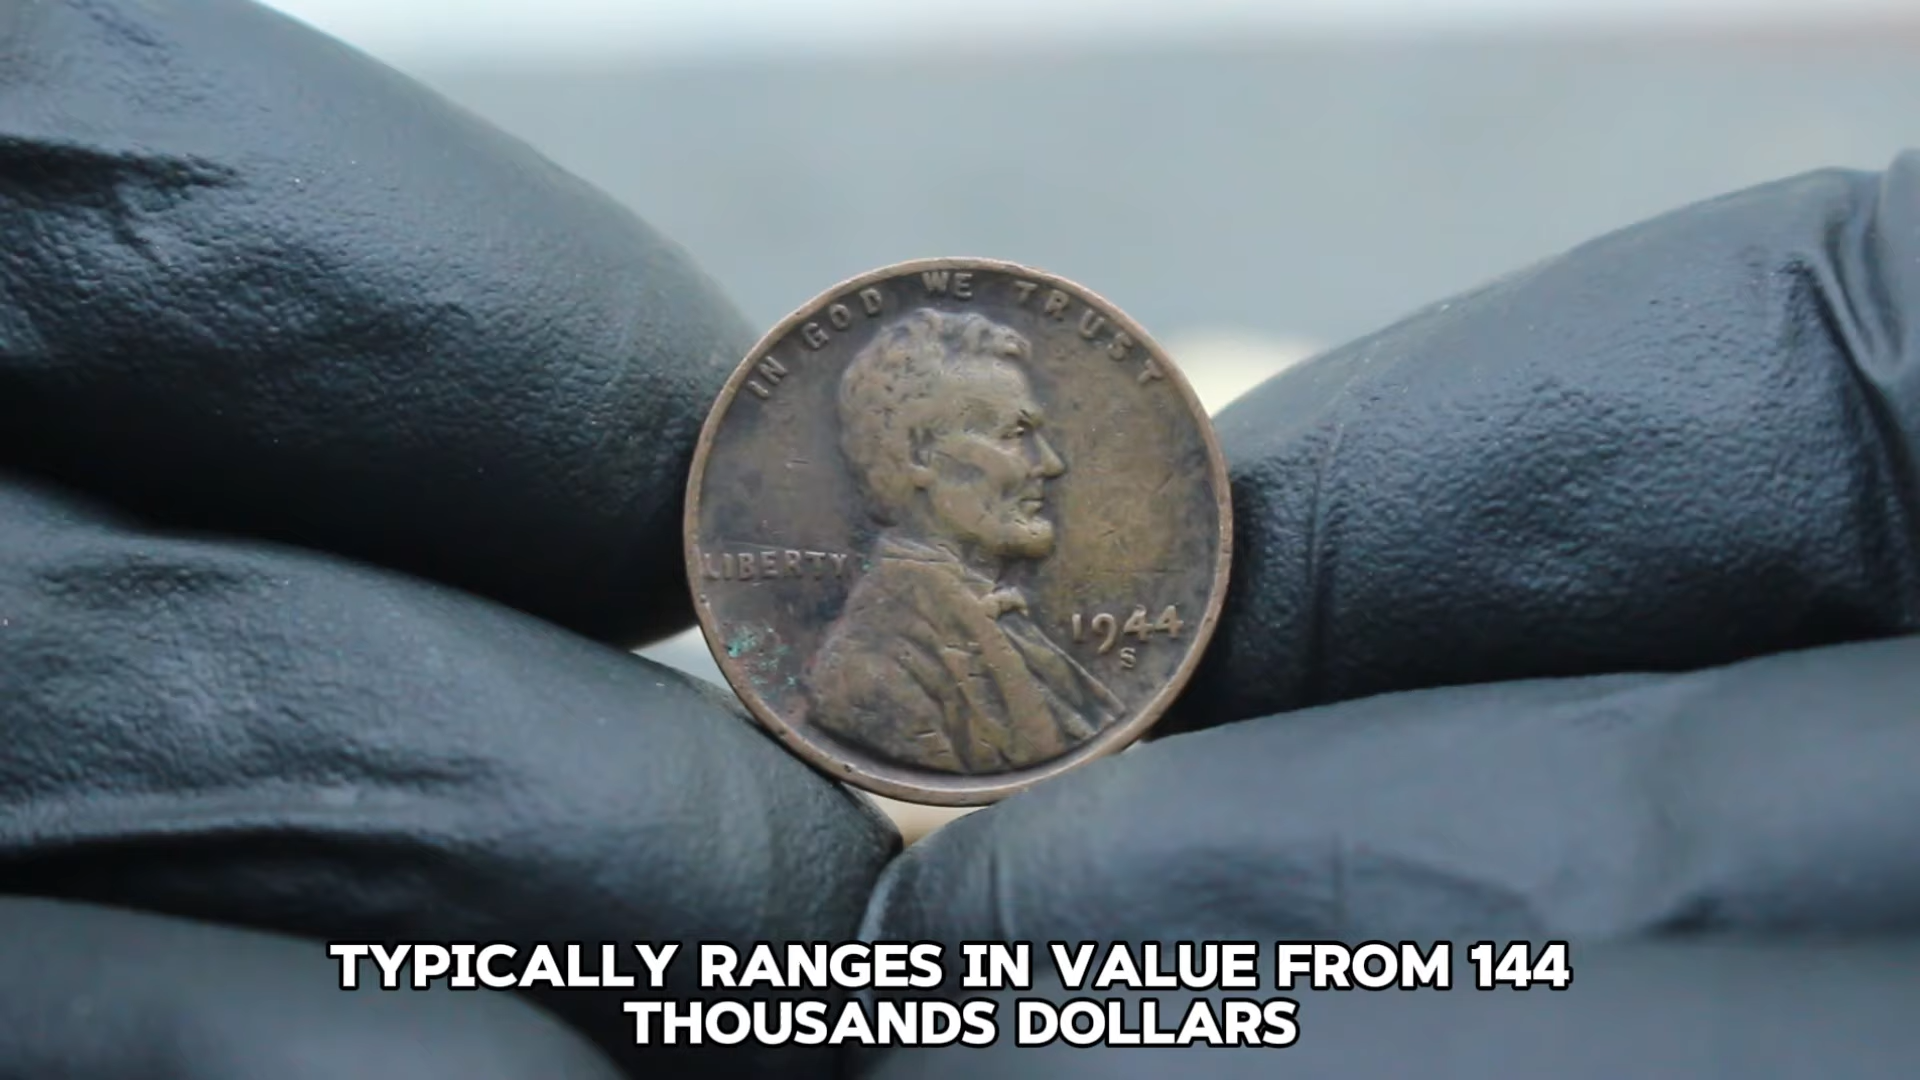 IN GOD WE TRUST
LIBERTY
1944
S
TYPICALLY RANGES IN VALUE FROM 144
THOUSANDS DOLLARS